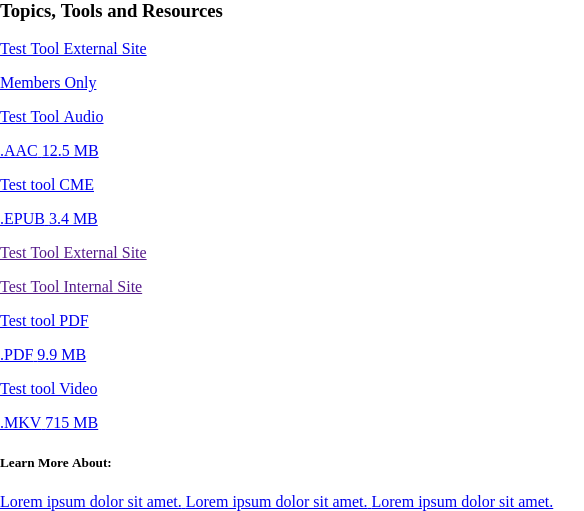 Topics, Tools and Resources
Test Tool External Site
Members Only
Test Tool Audio
.AAC 12.5 MB
Test tool CME
.EPUB 3.4 MB
Test Tool External Site
Test Tool Internal Site
Test tool PDF
.PDF 9.9 MB
Test tool Video
.MKV 715 MB
Learn More About:
Lorem ipsum dolor sit amet. Lorem ipsum dolor sit amet. Lorem ipsum dolor sit amet.